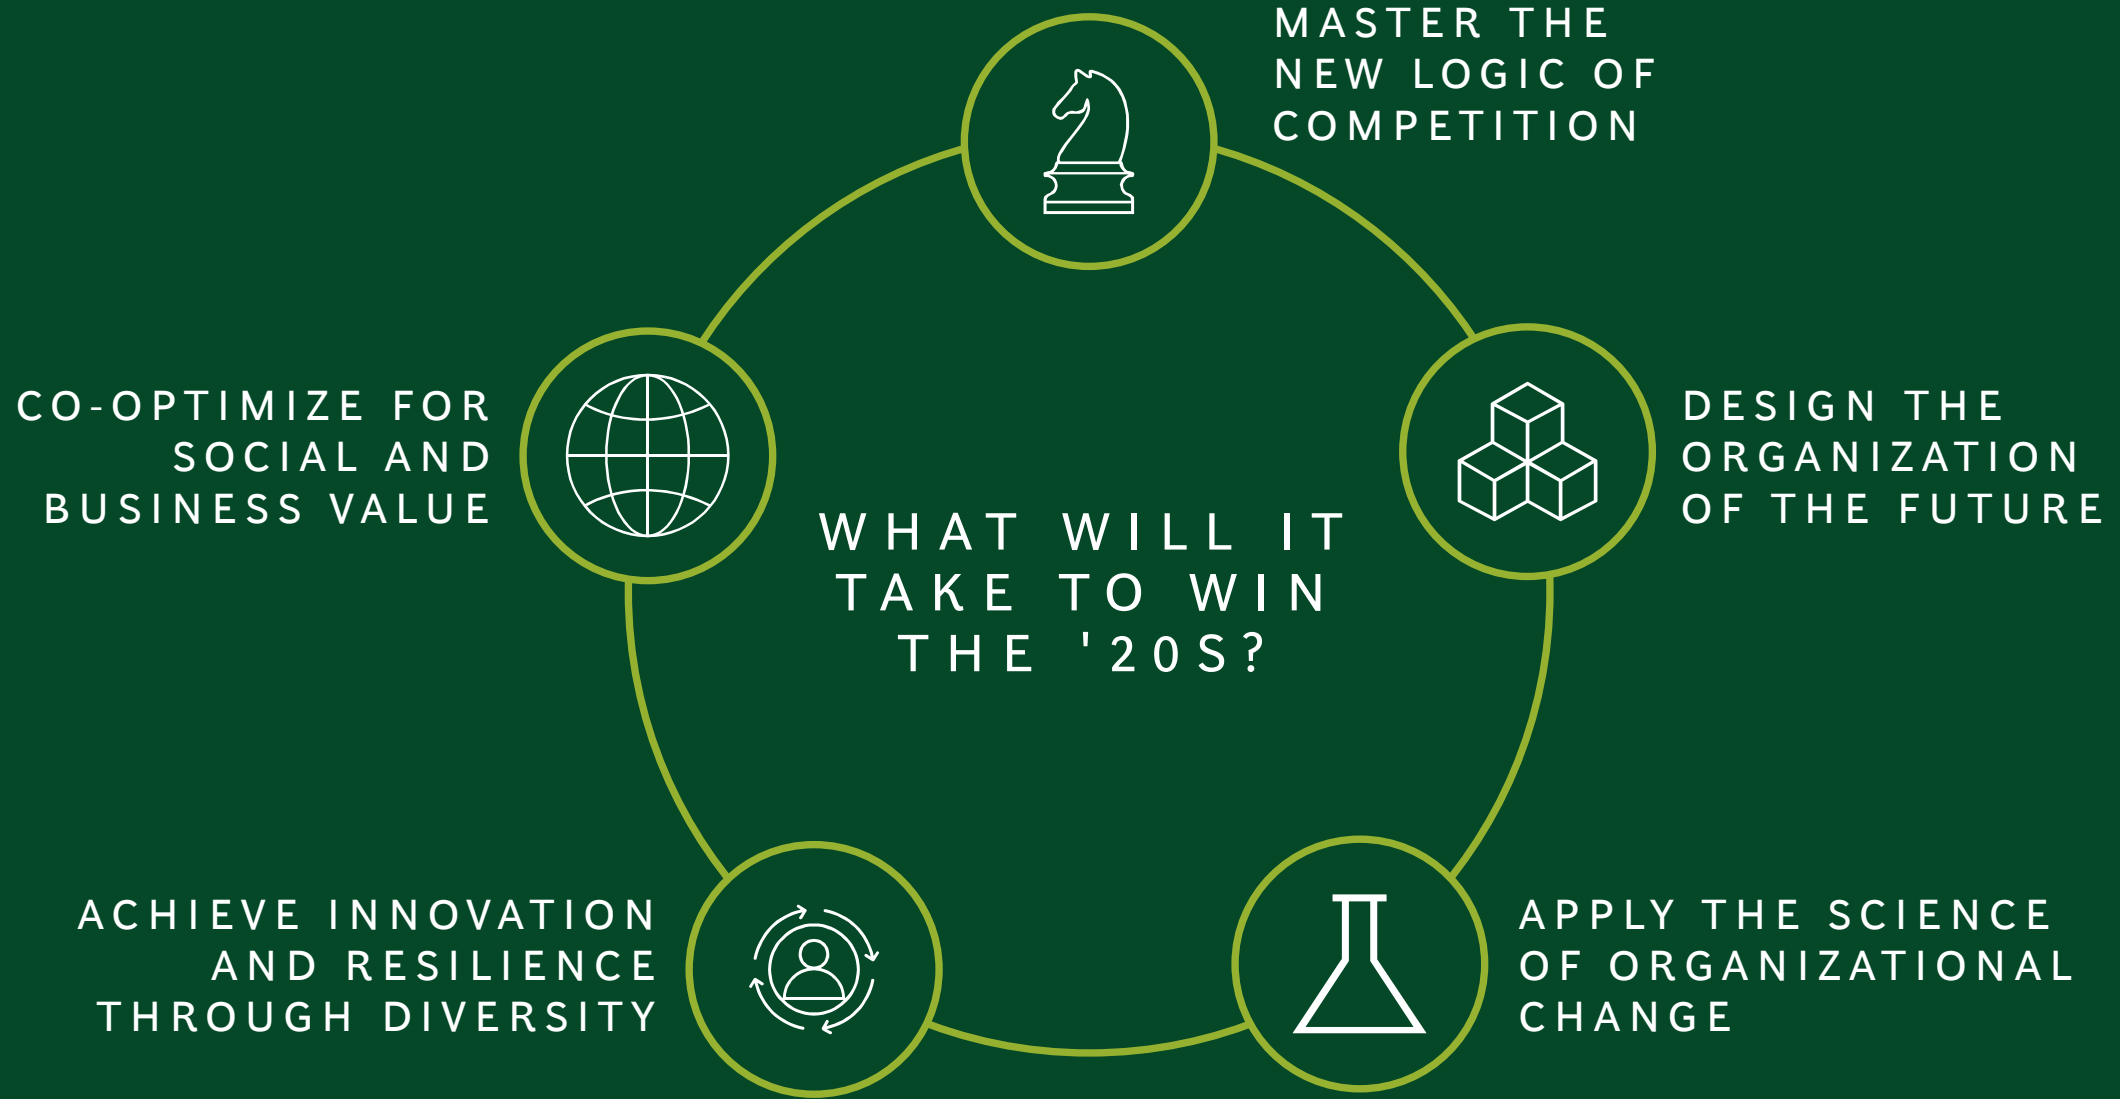 MASTER THE
NEW LOGIC OF
COMPETITION
CO-OPTIMIZE FOR
SOCIAL AND
BUSINESS VALUE
DESIGN THE
ORGANIZATION
OF THE FUTURE
WHAT WILL IT
TAKE TO WIN
THE '20S?
ACHIEVE INNOVATION
AND RESILIENCE
THROUGH DIVERSITY
APPLY THE SCIENCE
OF ORGANIZATIONAL
CHANGE